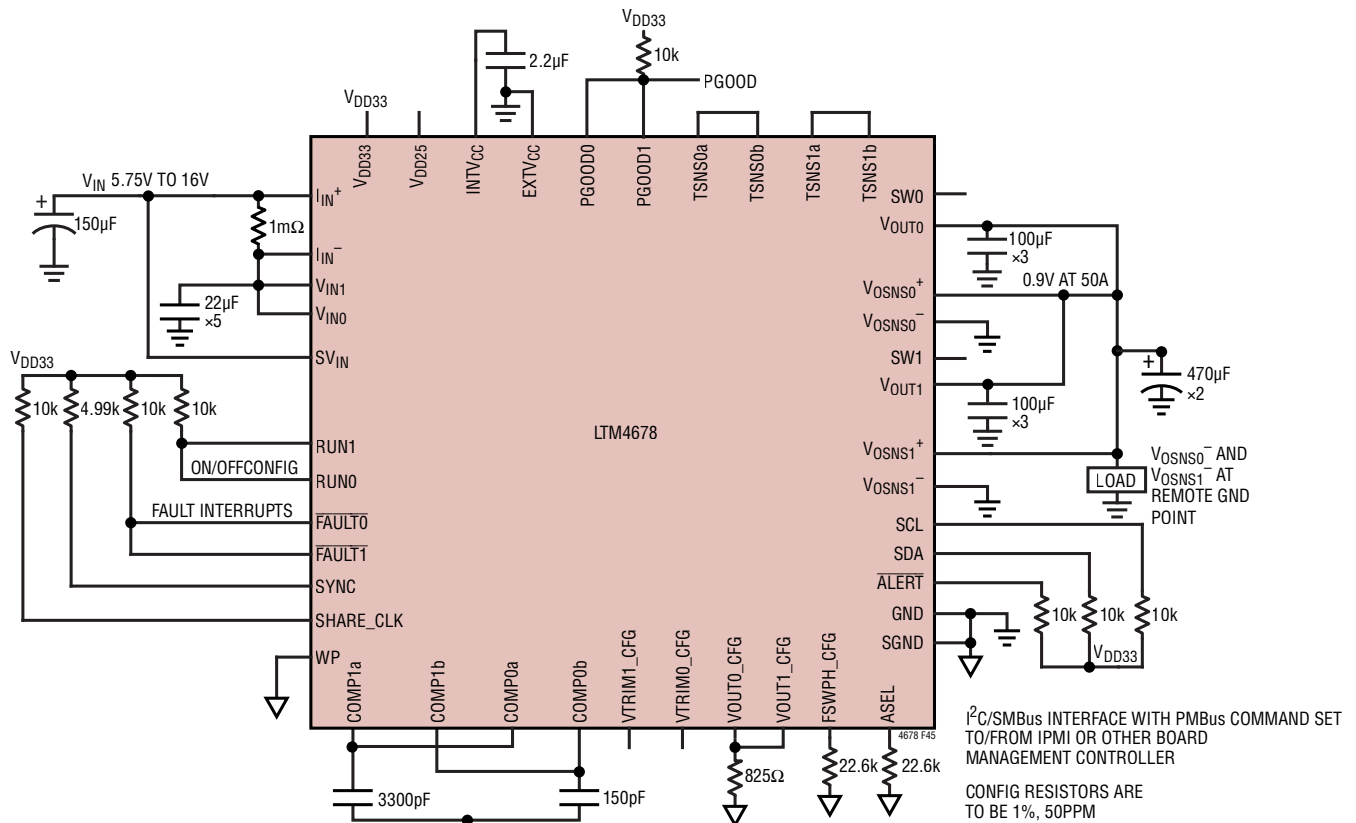 VDD33
10k
2.2µF
PGOOD
VDD33
VDD33
VDD25
INTVCC
EXTVCC
PGOOD0
PGOOD1
TSNS0a
TSNS0b
TSNS1a
TSNS1b
VIN 5.75V TO 16V
+
150µF
1mΩ
22µF
×5
IIN+
IIN−
VIN1
VIN0
SVIN
VDD33
10k
4.99k
10k
10k
RUN1
ON/OFFCONFIG
RUN0
FAULT INTERRUPTS
FAULT0
FAULT1
SYNC
SHARE_CLK
WP
LTM4678
SW0
VOUT0
100µF
×3
0.9V AT 50A
VOSNS0+
VOSNS0−
SW1
VOUT1
100µF
×3
+
470µF
×2
VOSNS1+
VOSNS1−
LOAD
VOSNS0− AND
VOSNS1− AT
REMOTE GND
POINT
SCL
SDA
ALERT
GND
SGND
10k
10k
10k
VDD33
COMP1a
COMP1b
COMP0a
COMP0b
VTRIM1_CFG
VTRIM0_CFG
VOUT0_CFG
VOUT1_CFG
FSWPH_CFG
ASEL
4678 F45
3300pF
150pF
825Ω
22.6k
22.6k
I2C/SMBus INTERFACE WITH PMBus COMMAND SET
TO/FROM IPMI OR OTHER BOARD
MANAGEMENT CONTROLLER
CONFIG RESISTORS ARE
TO BE 1%, 50PPM